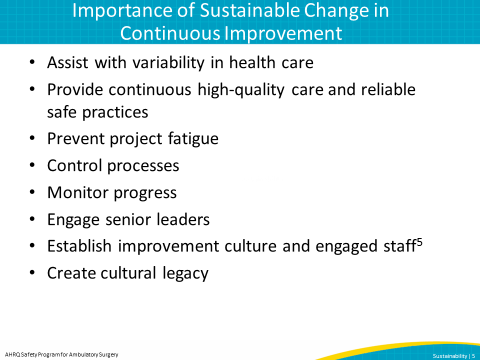 Importance of Sustainable Change in
Continuous Improvement
• Assist with variability in health care
• Provide continuous high-quality care and reliable
safe practices
• Prevent project fatigue
• Control processes
• Monitor progress
• Engage senior leaders
• Establish improvement culture and engaged staff⁵
• Create cultural legacy
AHRQ Safety Program for Ambulatory Surgery
Sustainability | 5